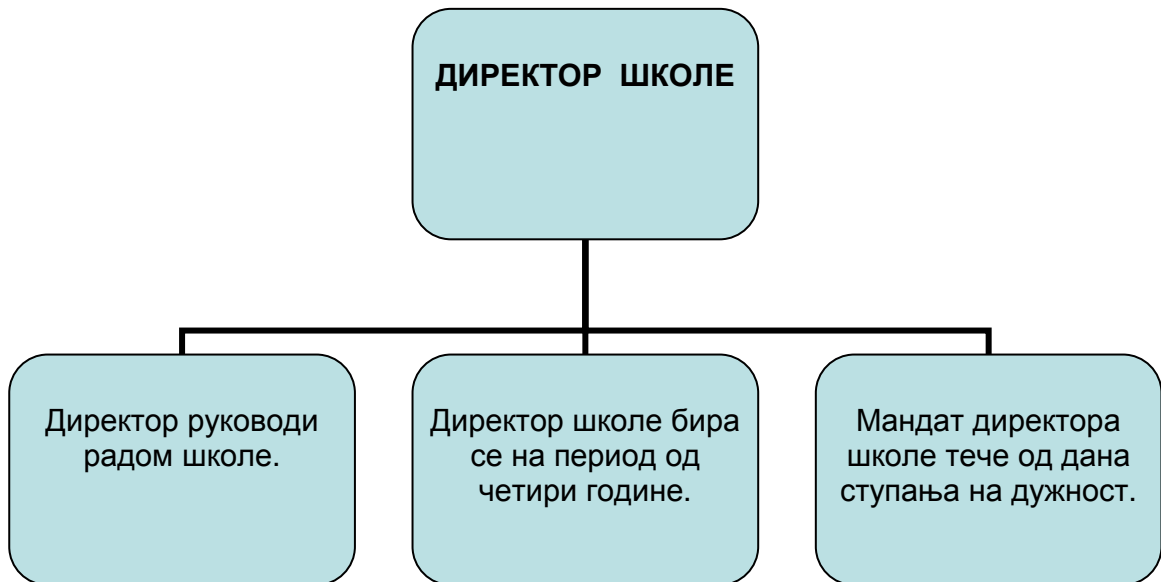 ДИРЕКТОР ШКОЛЕ
Директор руководи
радом школе.
Директор школе бира
се на период од
четири године.
Мандат директора
школе тече од дана
ступања на дужност.